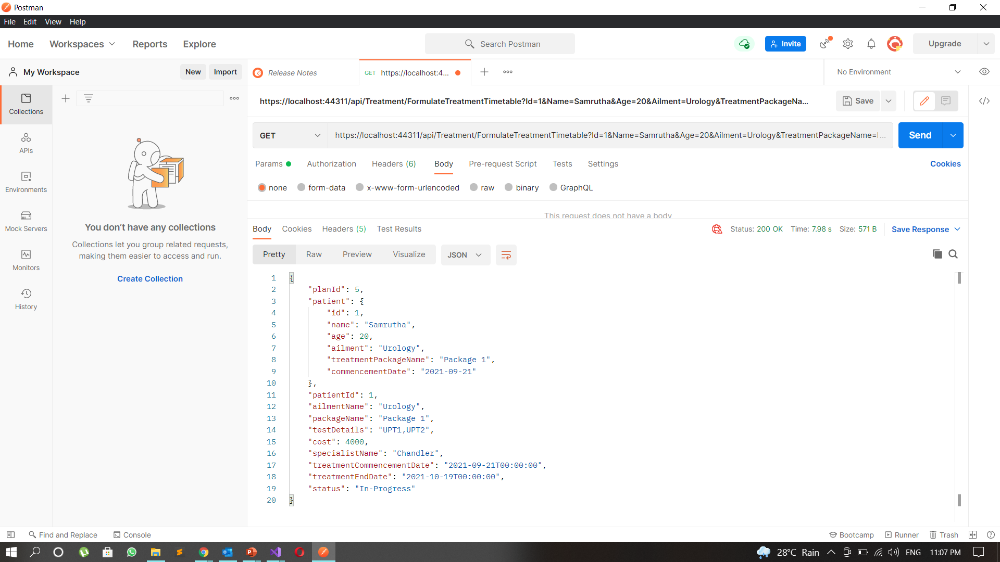 Postman
File Edit View Help
Home Workspaces Reports Explore
Search Postman
Invite
Upgrade
My Workspace
New Import
Release Notes
GET https://localhost:4...
No Environment
Collections
APIs
Environments
Mock Servers
Monitors
History
You don’t have any collections
Collections let you group related requests,
making them easier to access and run.
Create Collection
https://localhost:44311/api/Treatment/FormulateTreatmentTimetable?Id=1&Name=Samrutha&Age=20&Ailment=Urology&TreatmentPackageNa...
Save
GET
https://localhost:44311/api/Treatment/FormulateTreatmentTimetable?Id=1&Name=Samrutha&Age=20&Ailment=Urology&TreatmentPackageName=...
Send
Params Authorization Headers (6) Body Pre-request Script Tests Settings
Cookies
none form-data x-www-form-urlencoded raw binary GraphQL
This request does not have a body
Body Cookies Headers (5) Test Results
Status: 200 OK Time: 7.98 s Size: 571 B Save Response
Pretty Raw Preview Visualize JSON
1 {
2 "planId": 5,
3 "patient": {
4 "id": 1,
5 "name": "Samrutha",
6 "age": 20,
7 "ailment": "Urology",
8 "treatmentPackageName": "Package 1",
9 "commencementDate": "2021-09-21"
10 },
11 "patientId": 1,
12 "ailmentName": "Urology",
13 "packageName": "Package 1",
14 "testDetails": "UPT1,UPT2",
15 "cost": 4000,
16 "specialistName": "Chandler",
17 "treatmentCommencementDate": "2021-09-21T00:00:00",
18 "treatmentEndDate": "2021-10-19T00:00:00",
19 "status": "In-Progress"
20 }
Find and Replace Console
Bootcamp Runner Trash
28°C Rain ENG 11:07 PM